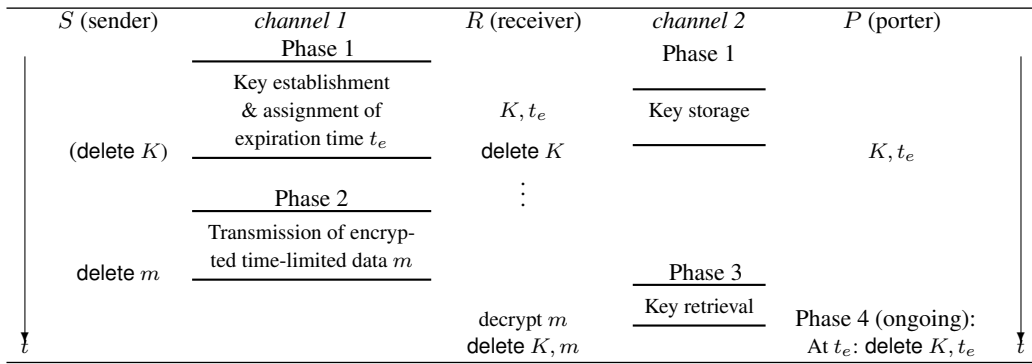 S (sender) channel 1 R (receiver) channel 2 P (porter)
Phase 1 Phase 1
Key establishment
& assignment of K, t_e Key storage
expiration time t_e
(delete K) delete K K, t_e
Phase 2 ⋮
Transmission of encryp-
ted time-limited data m
delete m Phase 3
Key retrieval
decrypt m Phase 4 (ongoing):
t delete K, m At t_e: delete K, t_e t